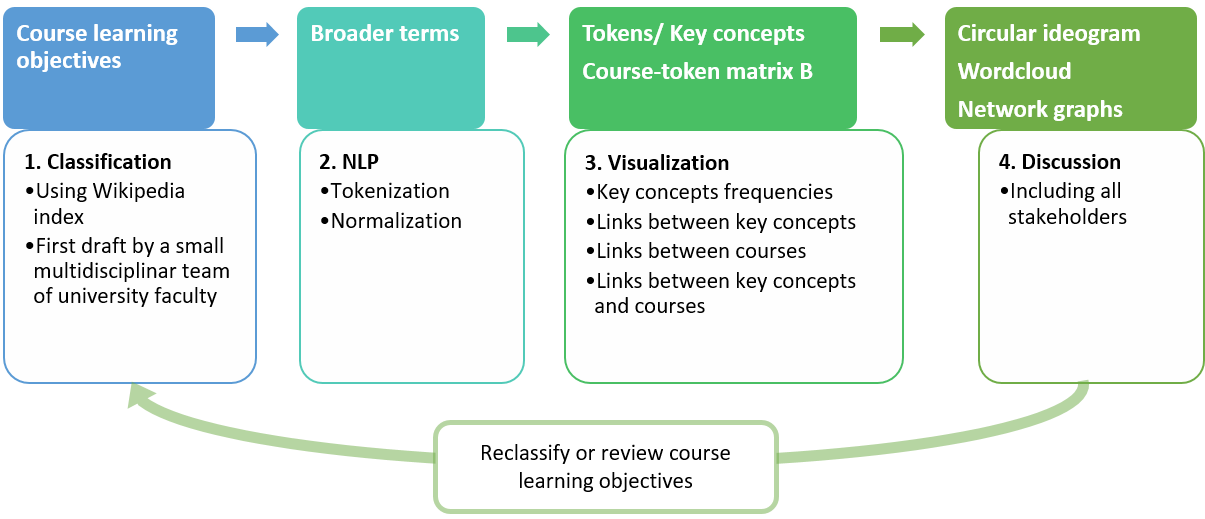 Course learning
objectives
Broader terms
Tokens/ Key concepts
Course-token matrix B
Circular ideogram
Wordcloud
Network graphs
1. Classification
•Using Wikipedia
index
•First draft by a small
multidisciplinar team
of university faculty
2. NLP
•Tokenization
•Normalization
3. Visualization
•Key concepts frequencies
•Links between key concepts
•Links between courses
•Links between key concepts
and courses
4. Discussion
•Including all
stakeholders
Reclassify or review course
learning objectives